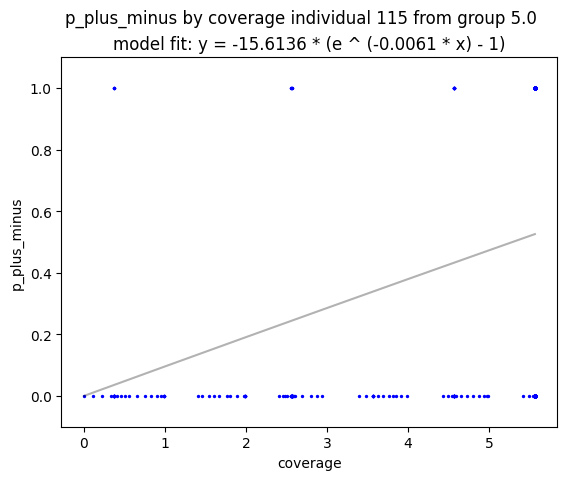 p_plus_minus by coverage individual 115 from group 5.0
model fit: y = -15.6136 * (e ^ (-0.0061 * x) - 1)
1.0
0.8
0.6
0.4
0.2
0.0
p_plus_minus
0 1 2 3 4 5
coverage